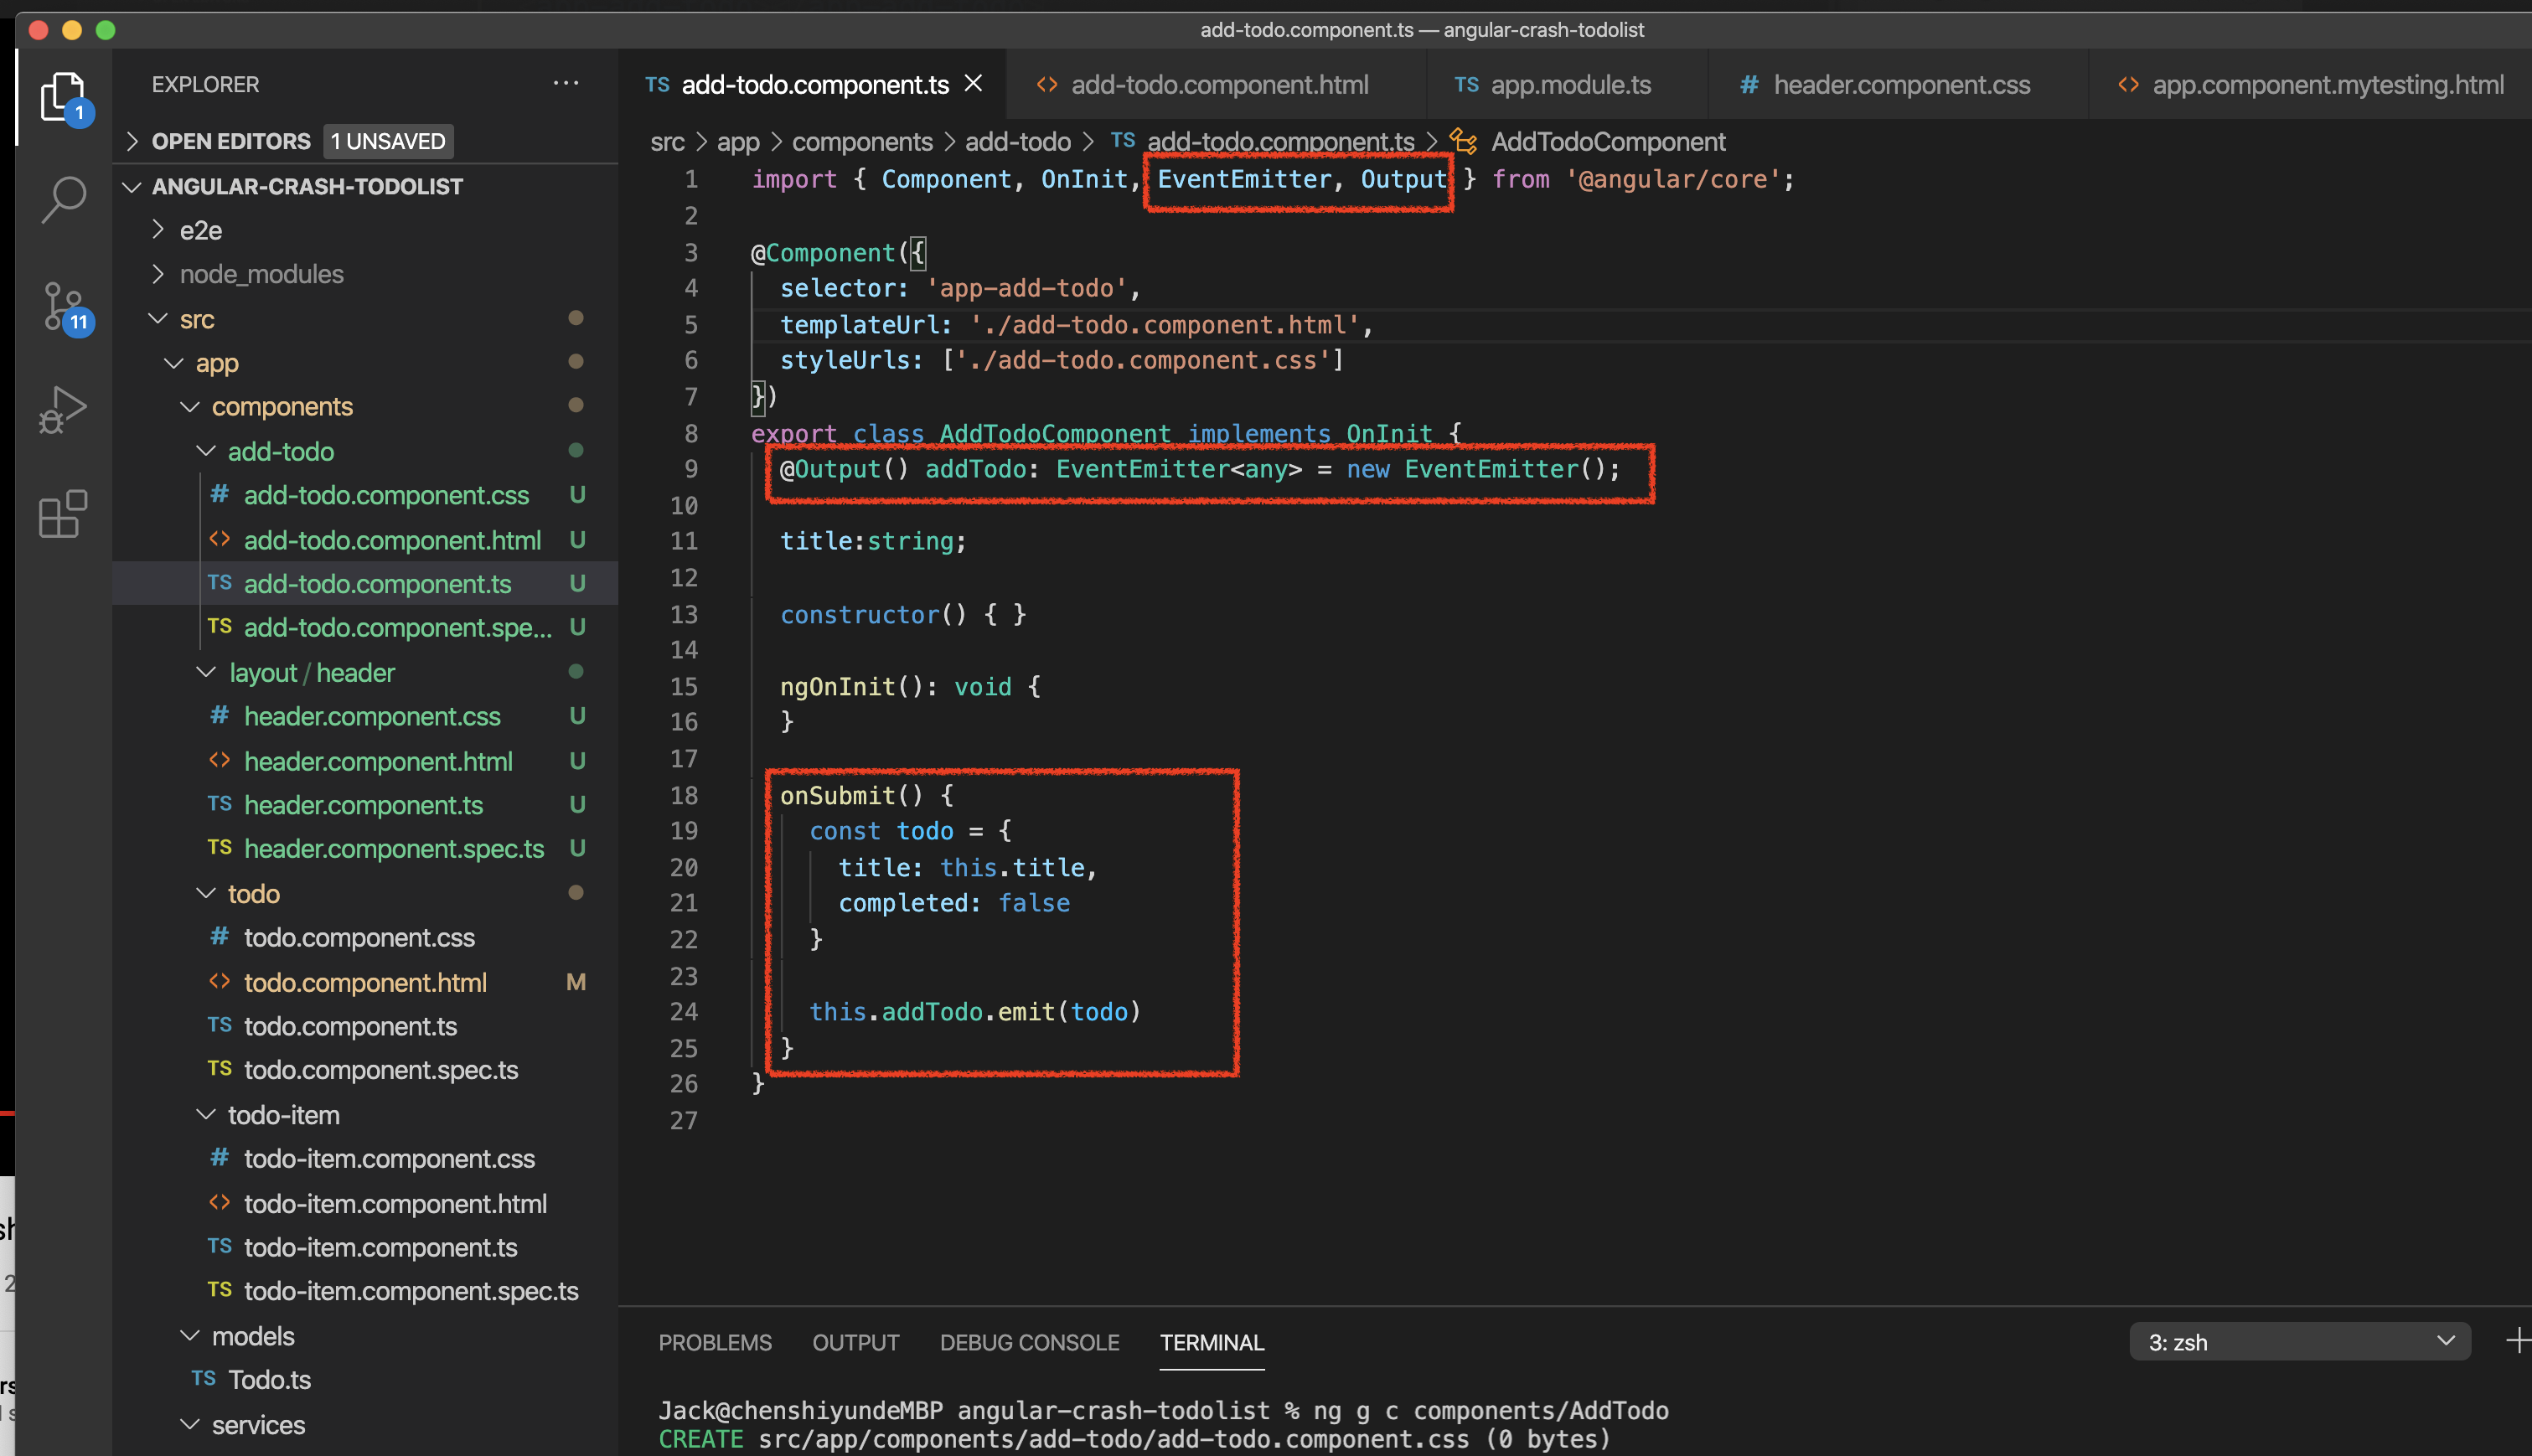 add-todo.component.ts — angular-crash-todolist
EXPLORER
1
OPEN EDITORS 1 UNSAVED
ANGULAR-CRASH-TODOLIST
e2e
node_modules
11
src
app
components
add-todo
# add-todo.component.css U
<> add-todo.component.html U
TS add-todo.component.ts U
TS add-todo.component.spe... U
layout / header
# header.component.css U
<> header.component.html U
TS header.component.ts U
TS header.component.spec.ts U
todo
# todo.component.css
<> todo.component.html M
TS todo.component.ts
TS todo.component.spec.ts
todo-item
# todo-item.component.css
<> todo-item.component.html
TS todo-item.component.ts
TS todo-item.component.spec.ts
models
TS Todo.ts
services
TS add-todo.component.ts <> add-todo.component.html TS app.module.ts # header.component.css <> app.component.mytesting.html
src > app > components > add-todo > TS add-todo.component.ts > AddTodoComponent
1 import { Component, OnInit, EventEmitter, Output } from '@angular/core';
2
3 @Component({
4 selector: 'app-add-todo',
5 templateUrl: './add-todo.component.html',
6 styleUrls: ['./add-todo.component.css']
7 })
8 export class AddTodoComponent implements OnInit {
9 @Output() addTodo: EventEmitter<any> = new EventEmitter();
10
11 title:string;
12
13 constructor() { }
14
15 ngOnInit(): void {
16 }
17
18 onSubmit() {
19 const todo = {
20 title: this.title,
21 completed: false
22 }
23
24 this.addTodo.emit(todo)
25 }
26 }
27
PROBLEMS OUTPUT DEBUG CONSOLE TERMINAL 3: zsh
Jack@chenshiyundeMBP angular-crash-todolist % ng g c components/AddTodo
CREATE src/app/components/add-todo/add-todo.component.css (0 bytes)